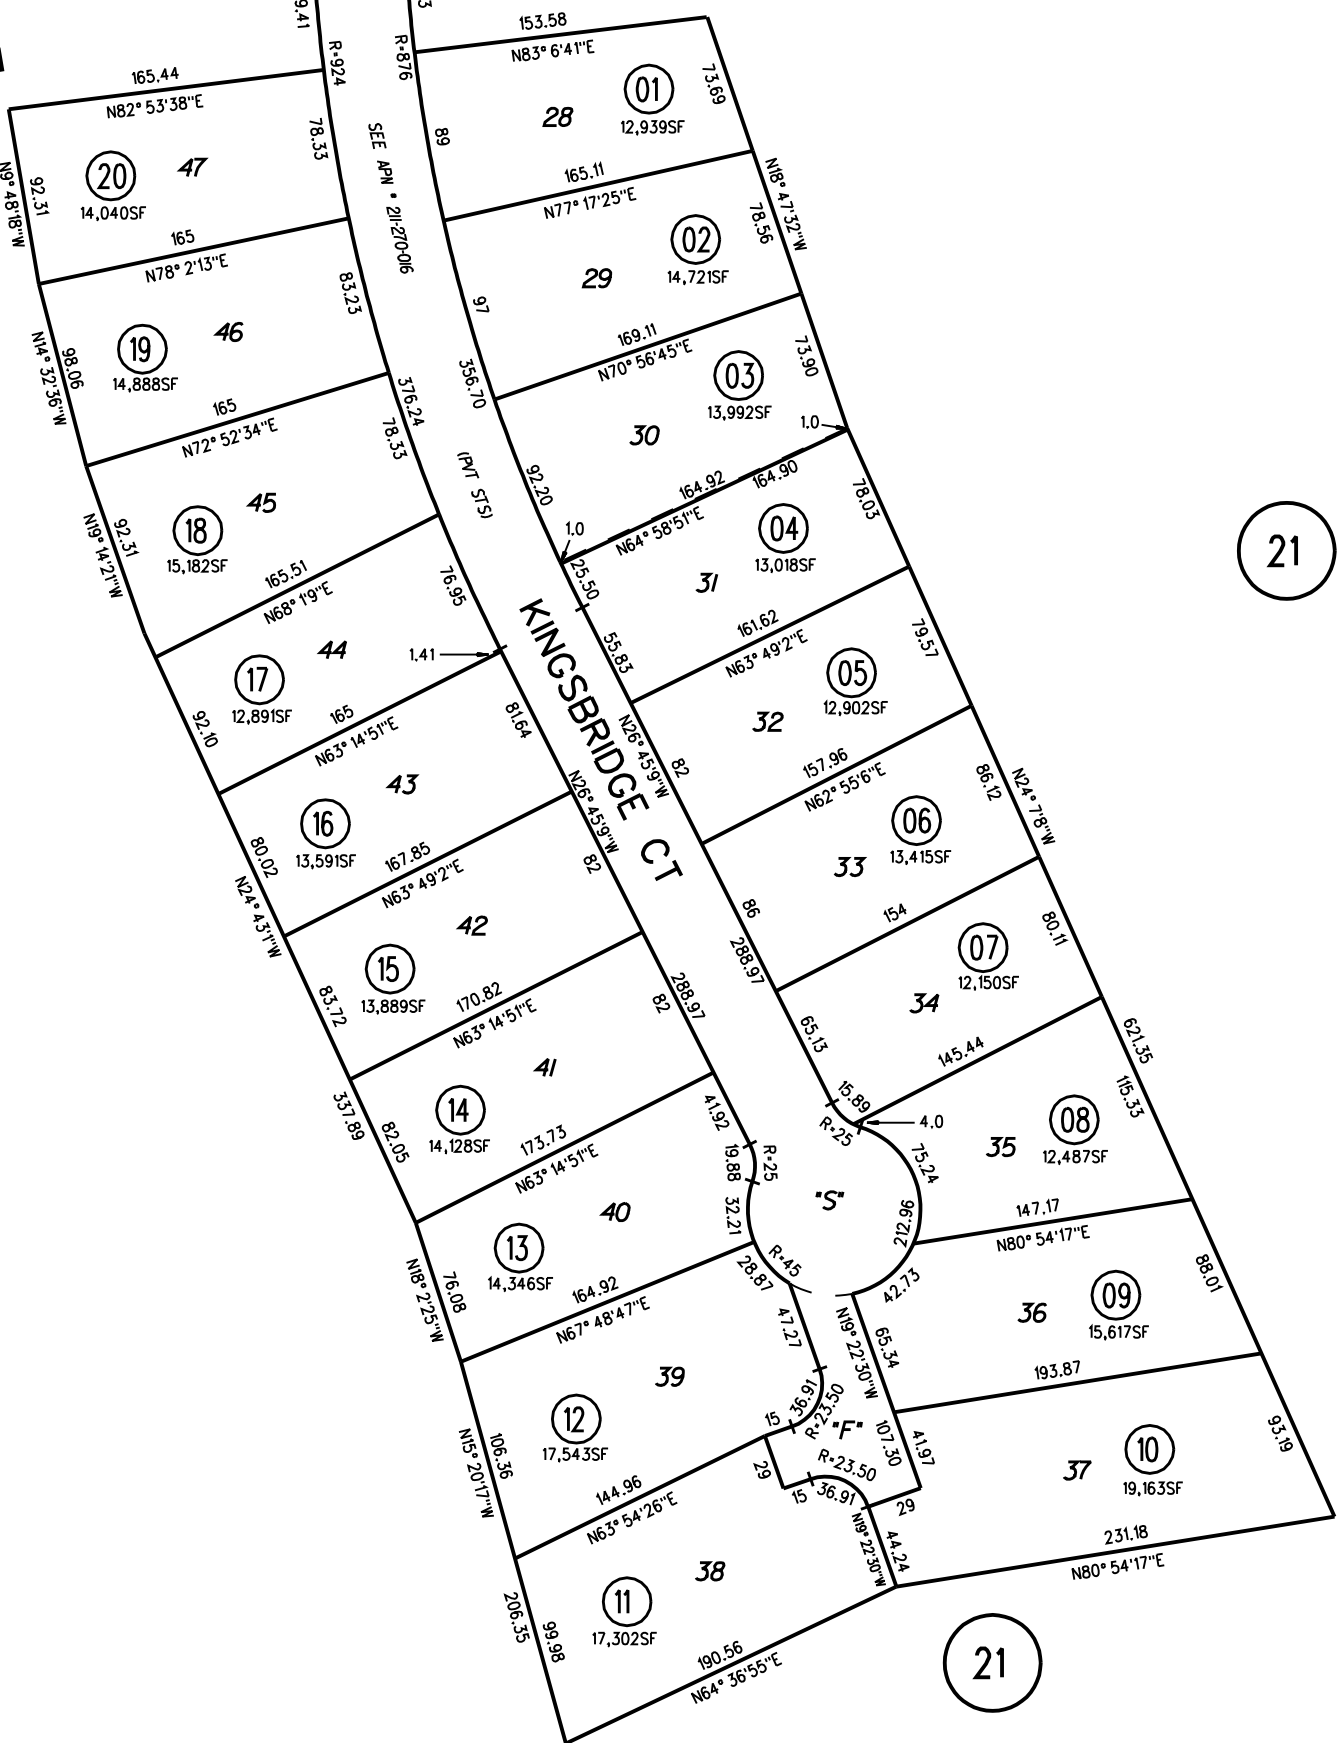 9.41
3
R=924
R=876
153.58
N83° 6'41"E
73.69
165.44
N82° 53'38"E
78.33
SEE APN * 211-270-016
89
28
01
12,939SF
N9° 48'18"W
92.31
20
14,040SF
47
165.11
N77° 17'25"E
N18° 47'32"W
78.56
165
N78° 2'13"E
29
02
14,721SF
83.23
97
N14° 32'36"W
98.06
19
14,888SF
46
169.11
N70° 56'45"E
73.90
165
N72° 52'34"E
376.24
78.33
356.70
30
03
13,992SF
1.0
(PVT STS)
92.20
164.92
164.90
N64° 58'51"E
78.03
N19° 14'21"W
92.31
18
15,182SF
45
1.0
25.50
31
04
13,018SF
21
165.51
N68° 1'9"E
76.95
55.83
161.62
N63° 49'2"E
79.57
17
12,891SF
44
1.41
KINGSBRIDGE CT
32
05
12,902SF
92.10
165
N63° 14'51"E
81.64
N26° 45'9"W
82
157.96
N62° 55'6"E
86.12
N24° 7'8"W
43
16
13,591SF
N26° 45'9"W
33
06
13,415SF
80.02
167.85
N63° 49'2"E
82
86
154
80.11
N24° 43'1"W
42
15
13,889SF
288.97
34
07
12,150SF
83.72
170.82
N63° 14'51"E
288.97
82
65.13
145.44
621.35
41
14
14,128SF
337.89
82.05
173.73
N63° 14'51"E
41.92
15.89
R=25
4.0
115.33
19.88
R=25
75.24
35
08
12,487SF
40
13
14,346SF
32.21
"S"
212.96
147.17
N80° 54'17"E
88.01
N18° 2'25"W
76.08
164.92
N67° 48'47"E
28.87
R=45
42.73
36
09
15,617SF
47.27
N19° 22'30"W
65.34
39
12
17,543SF
36.91
R=23.50
15
"F"
193.87
107.30
41.97
93.19
N15° 20'17"W
106.36
144.96
N63° 54'26"E
29
R=23.50
15
36.91
29
37
10
19,163SF
N19° 22'30"W
44.24
231.18
N80° 54'17"E
38
11
17,302SF
206.35
99.98
190.56
N64° 36'55"E
21